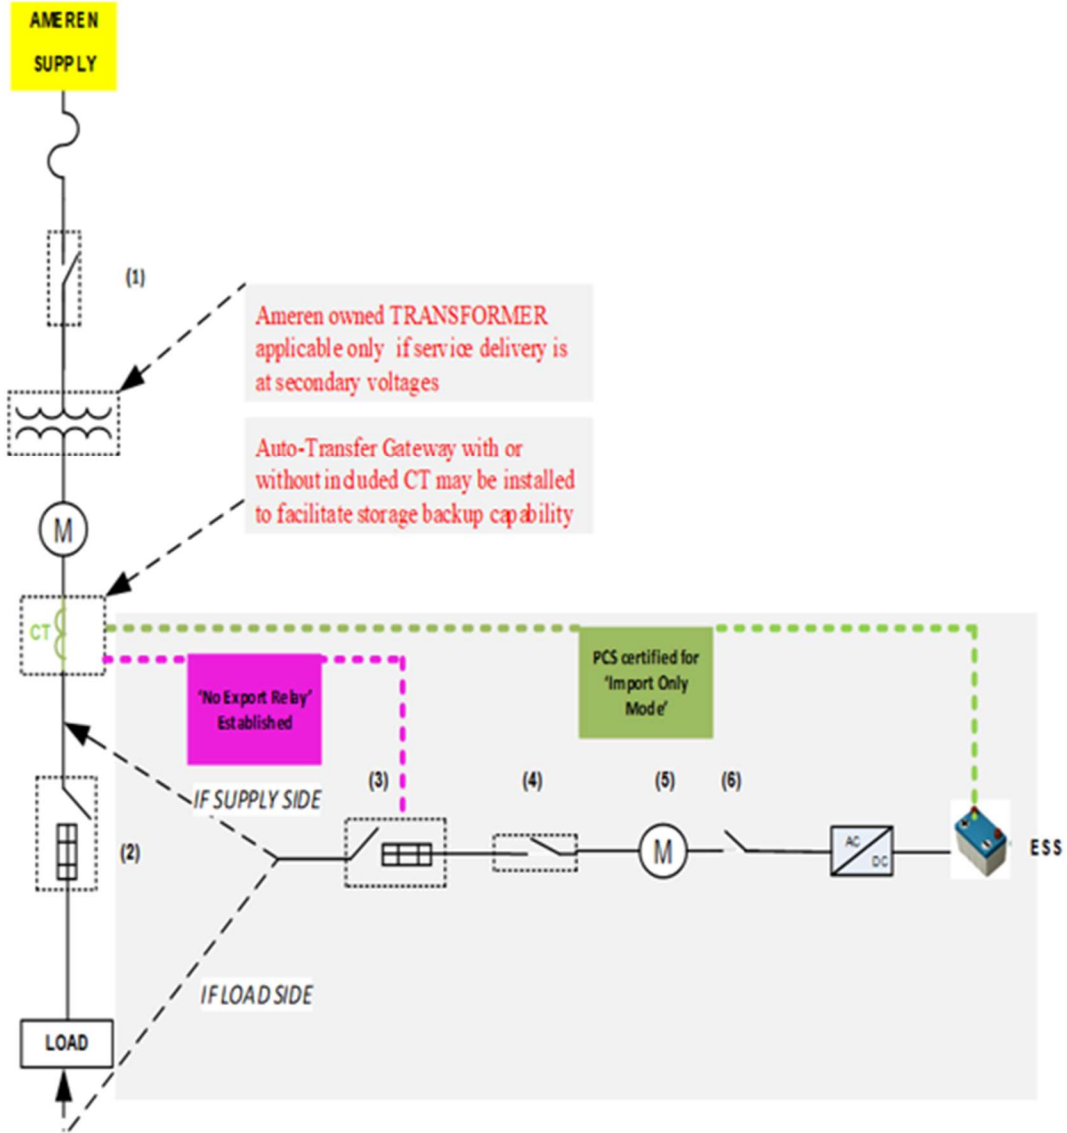 AMEREN
SUPPLY
(1)
Ameren owned TRANSFORMER
applicable only if service delivery is
at secondary voltages
Auto-Transfer Gateway with or
without included CT may be installed
to facilitate storage backup capability
M
CT
'No Export Relay'
Established
PCS certified for
'Import Only
Mode'
IF SUPPLY SIDE
(3)
(4)
(5)
(6)
(2)
M
AC
DC
ESS
IF LOAD SIDE
LOAD